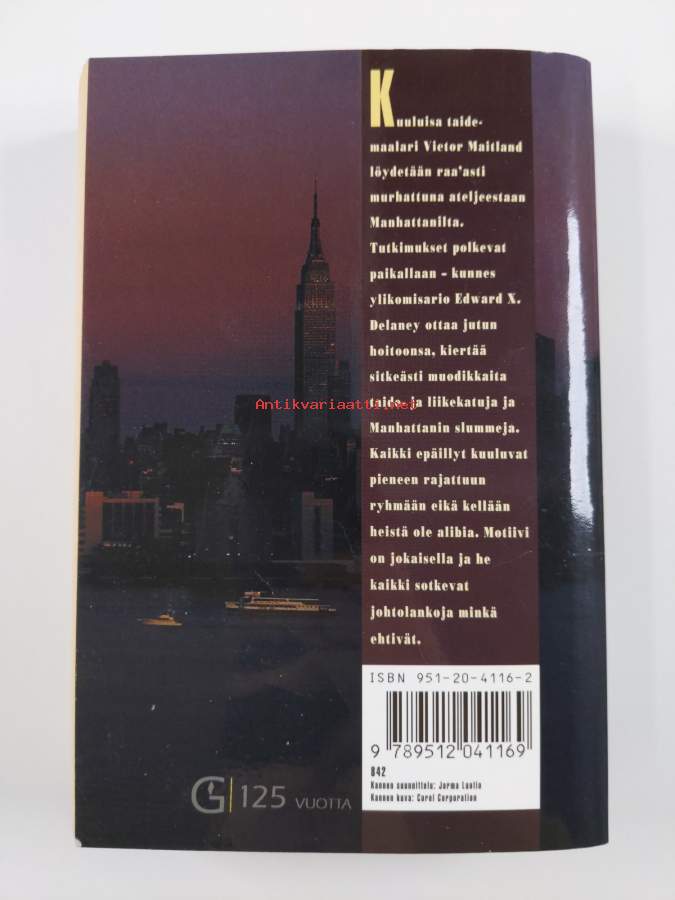 Kuuluisa taide-
maalari Victor Maitland
löydetään raa'asti
murhattuna ateljeestaan
Manhattanilta.
Tutkimukset polkevat
paikallaan – kunnes
ylikomisario Edward X.
Delaney ottaa jutun
hoitoonsa, kiertää
sitkeästi muodikkaita
taide- ja liikekatuja ja
Manhattanin slummeja.
Kaikki epäillyt kuuluvat
pieneen rajattuun
ryhmään eikä kellään
heistä ole alibia. Motiivi
on jokaisella ja he
kaikki sotkevat
johtolankoja minkä
ehtivät.
Antikvariaatti.net
ISBN 951-20-4116-2
9 789512 041169
842
Kannen suunnittelu: Jarma Luotio
Kannen kuva: Corel Corporation
G 125 VUOTTA